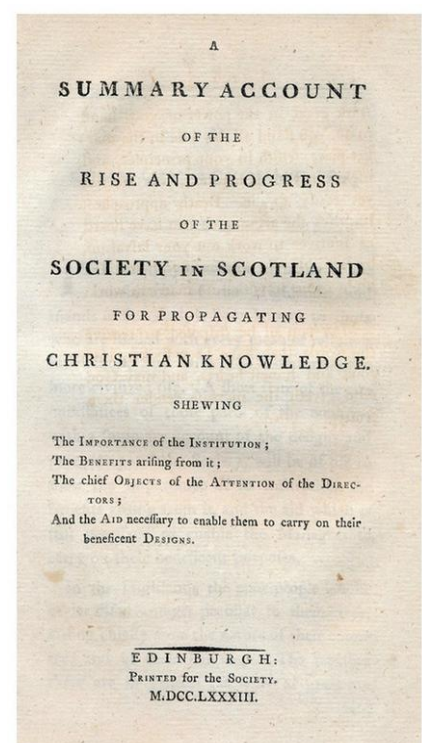 A
SUMMARY ACCOUNT
OF THE
RISE AND PROGRESS
OF THE
SOCIETY IN SCOTLAND
FOR PROPAGATING
CHRISTIAN KNOWLEDGE.
SHEWING
The IMPORTANCE of the INSTITUTION;
The BENEFITS ariſing from it;
The chief OBJECTS of the ATTENTION of the DIREC-
TORS;
And the AID neceſſary to enable them to carry on their
beneficent DESIGNS.
EDINBURGH:
PRINTED for the SOCIETY,
M.DCC.LXXXIII.